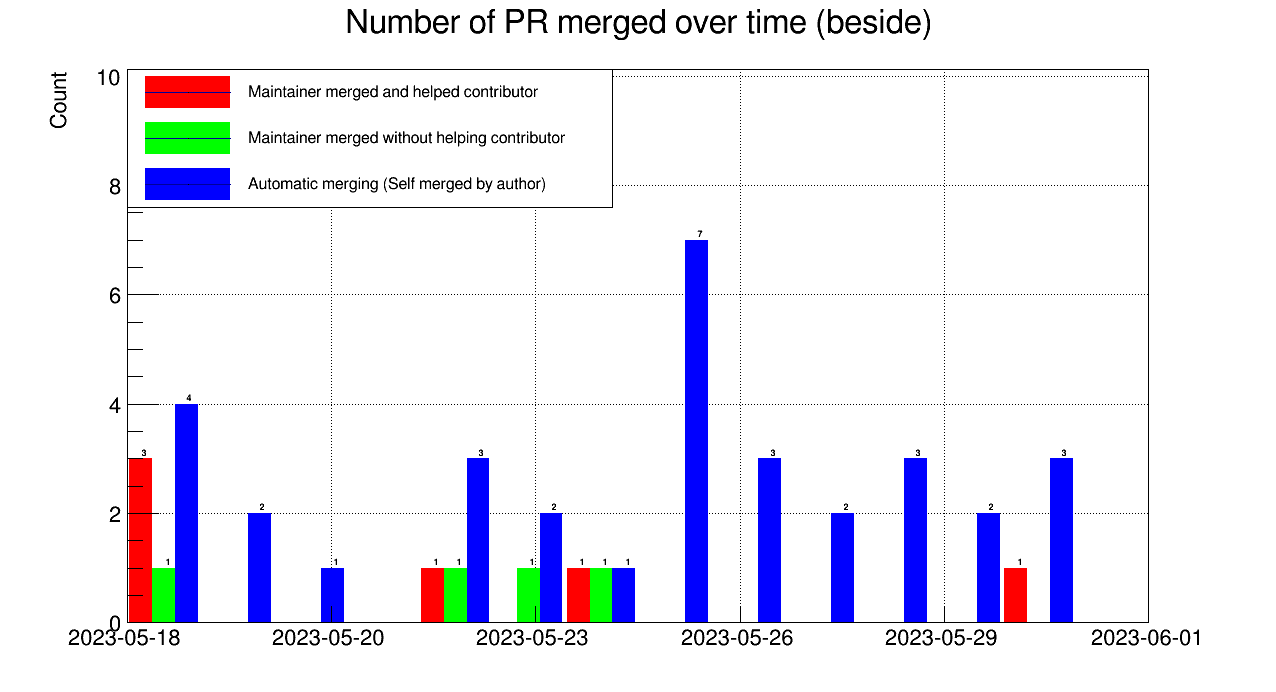 Number of PR merged over time (beside)
Count
10
8
6
4
2
0
Maintainer merged and helped contributor
Maintainer merged without helping contributor
Automatic merging (Self merged by author)
3 1 4 2 1 1 1 3 1 2 1 1 1 7 3 2 3 2 1 3
2023-05-18 2023-05-20 2023-05-23 2023-05-26 2023-05-29 2023-06-01